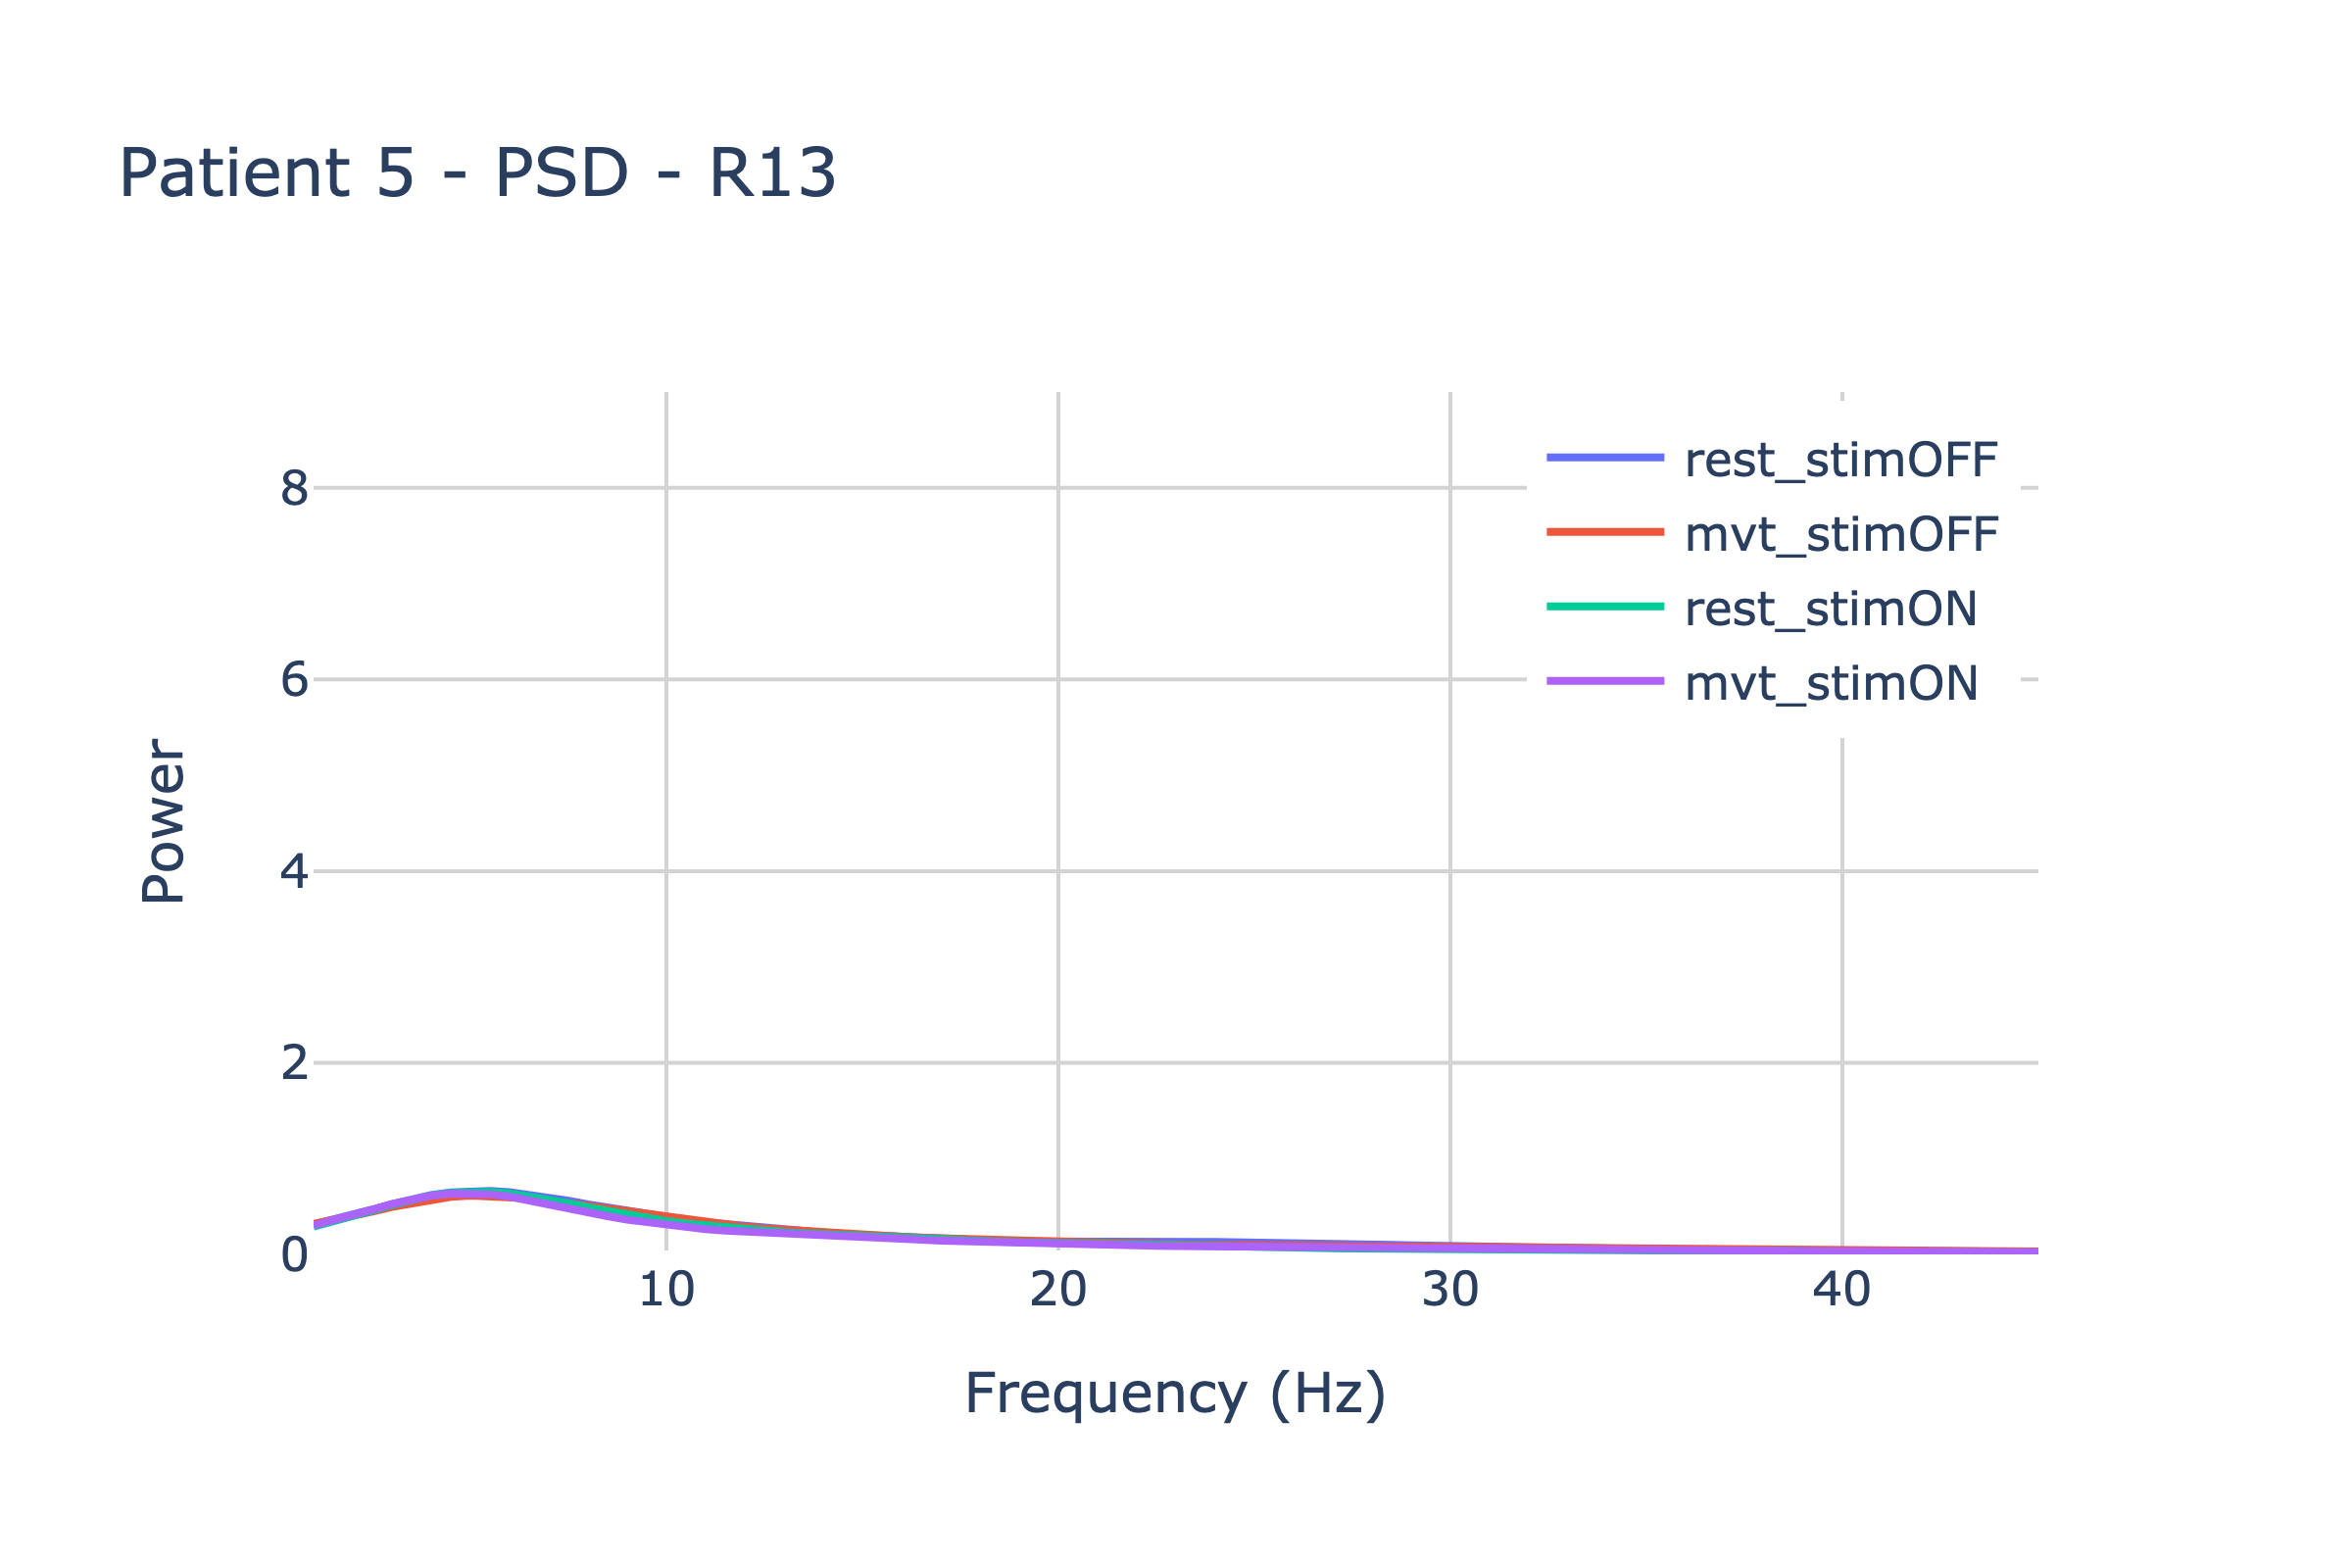 Patient 5 - PSD - R13
rest_stimOFF
mvt_stimOFF
rest_stimON
mvt_stimON
8
6
4
2
0
Power
10 20 30 40
Frequency (Hz)